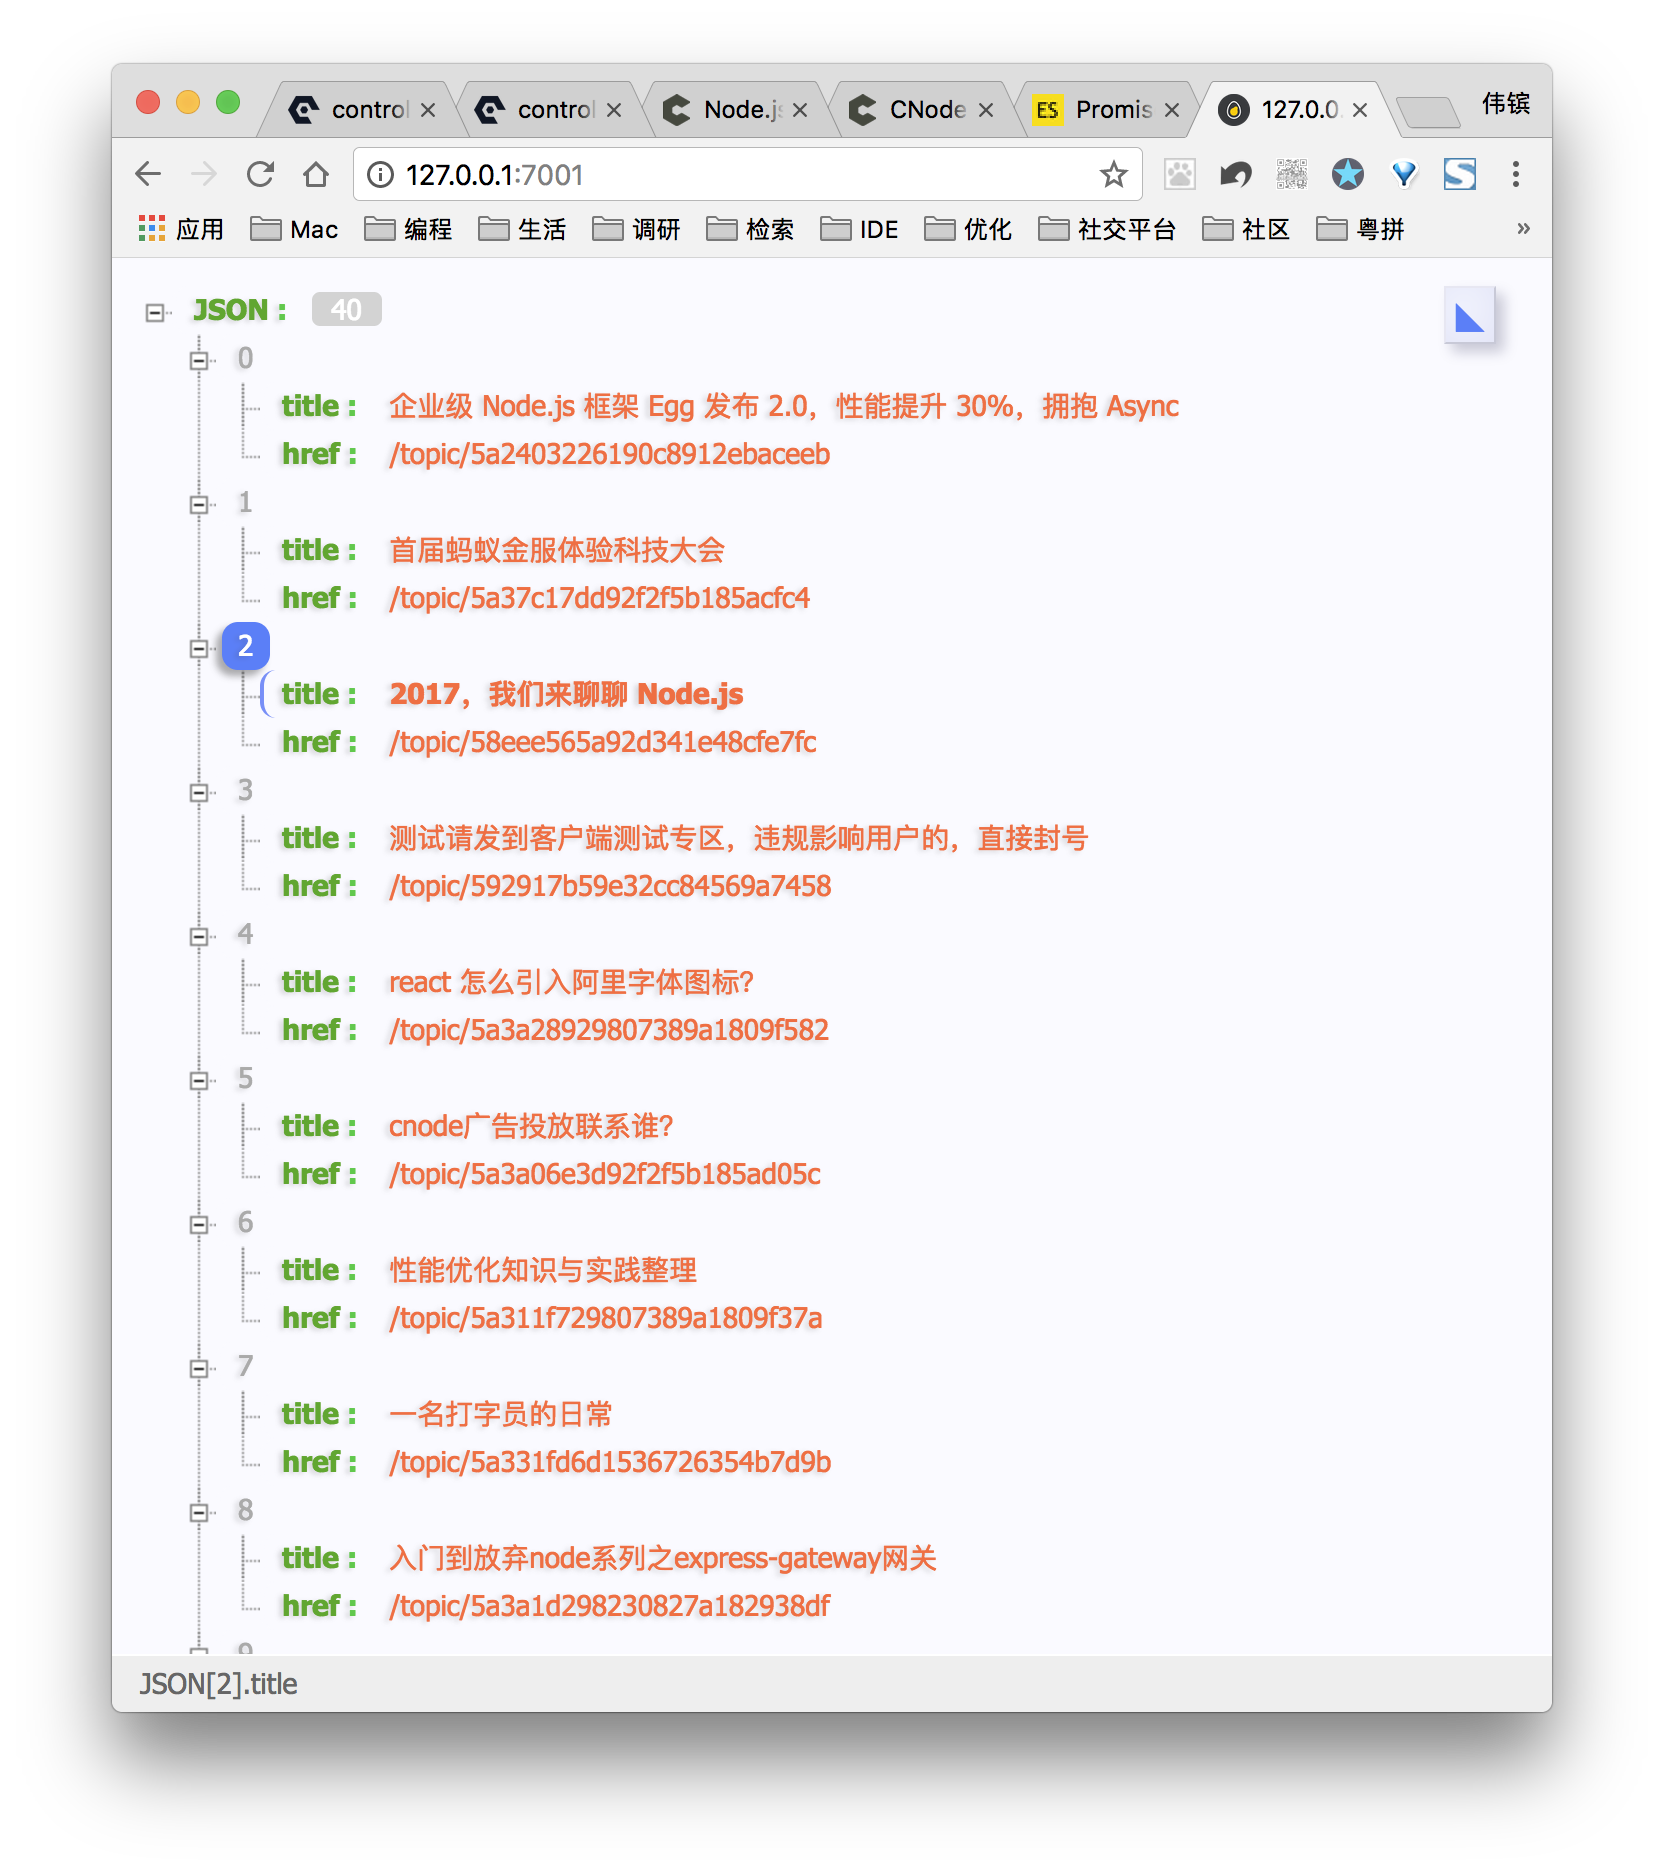 control
control
Node.js
CNode
ES
Promis
127.0.0.
伟镔
127.0.0.1:7001
应用 Mac 编程 生活 调研 检索 IDE 优化 社交平台 社区 粤拼 »
JSON : 40
0
title : 企业级 Node.js 框架 Egg 发布 2.0，性能提升 30%，拥抱 Async
href : /topic/5a2403226190c8912ebaceeb
1
title : 首届蚂蚁金服体验科技大会
href : /topic/5a37c17dd92f2f5b185acfc4
2
title : 2017，我们来聊聊 Node.js
href : /topic/58eee565a92d341e48cfe7fc
3
title : 测试请发到客户端测试专区，违规影响用户的，直接封号
href : /topic/592917b59e32cc84569a7458
4
title : react 怎么引入阿里字体图标？
href : /topic/5a3a28929807389a1809f582
5
title : cnode广告投放联系谁？
href : /topic/5a3a06e3d92f2f5b185ad05c
6
title : 性能优化知识与实践整理
href : /topic/5a311f729807389a1809f37a
7
title : 一名打字员的日常
href : /topic/5a331fd6d1536726354b7d9b
8
title : 入门到放弃node系列之express-gateway网关
href : /topic/5a3a1d298230827a182938df
9
JSON[2].title